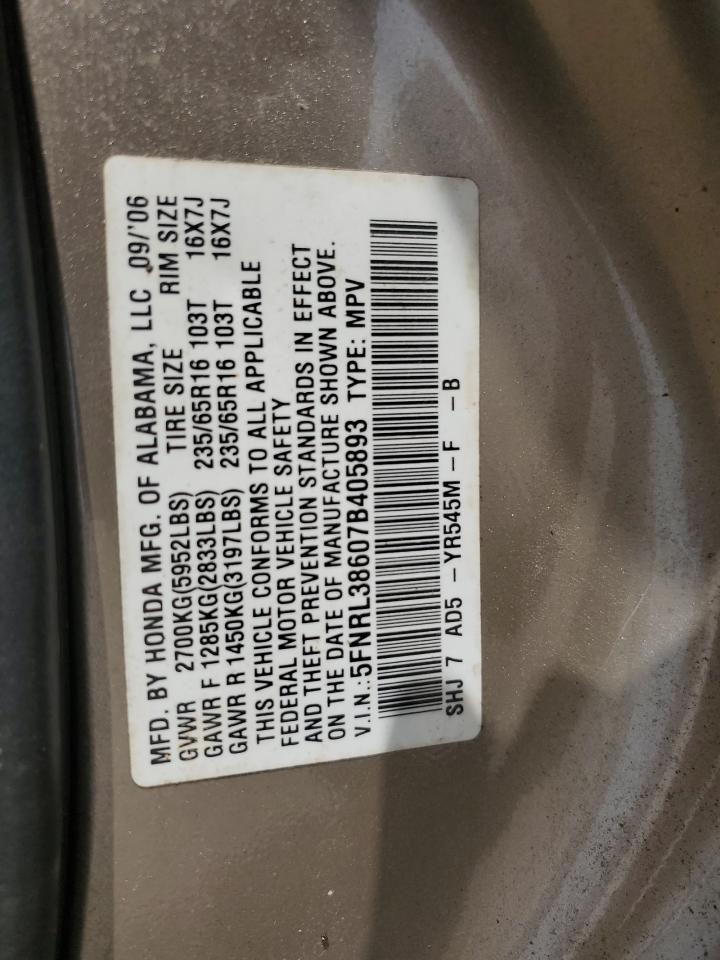 MFD. BY HONDA MFG. OF ALABAMA, LLC 09/'06
GVWR 2700KG(5952LBS) TIRE SIZE RIM SIZE
GAWR F 1285KG(2833LBS) 235/65R16 103T 16X7J
GAWR R 1450KG(3197LBS) 235/65R16 103T 16X7J
THIS VEHICLE CONFORMS TO ALL APPLICABLE
FEDERAL MOTOR VEHICLE SAFETY
AND THEFT PREVENTION STANDARDS IN EFFECT
ON THE DATE OF MANUFACTURE SHOWN ABOVE.
V.I.N.:5FNRL38607B405893 TYPE: MPV
SHJ 7 AD5 - YR545M - F - B